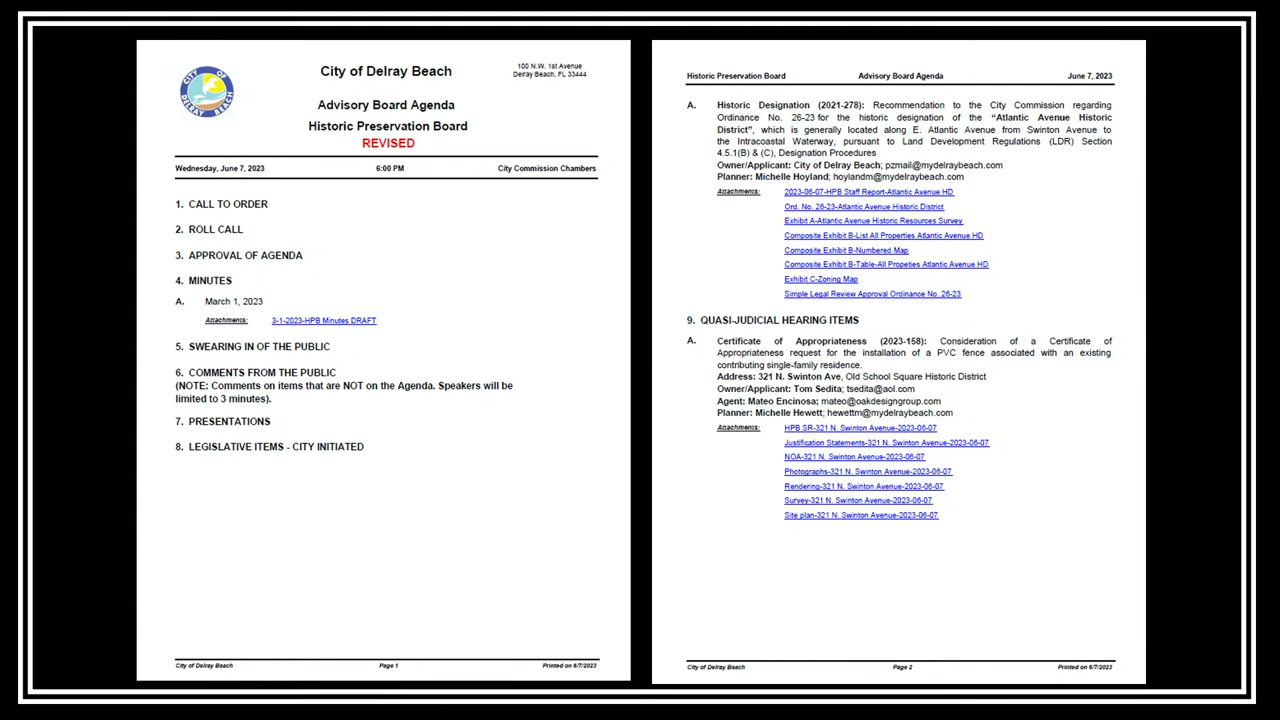 CITY OF DELRAY BEACH
City of Delray Beach
100 N.W. 1st Avenue
Delray Beach, FL 33444
Advisory Board Agenda
Historic Preservation Board
REVISED
Wednesday, June 7, 2023 6:00 PM City Commission Chambers
1. CALL TO ORDER
2. ROLL CALL
3. APPROVAL OF AGENDA
4. MINUTES
A. March 1, 2023
Attachments: 3-1-2023-HPB Minutes DRAFT
5. SWEARING IN OF THE PUBLIC
6. COMMENTS FROM THE PUBLIC
(NOTE: Comments on items that are NOT on the Agenda. Speakers will be
limited to 3 minutes).
7. PRESENTATIONS
8. LEGISLATIVE ITEMS - CITY INITIATED
City of Delray Beach Page 1 Printed on 6/7/2023
Historic Preservation Board Advisory Board Agenda June 7, 2023
A. Historic Designation (2021-278): Recommendation to the City Commission regarding
Ordinance No. 26-23 for the historic designation of the “Atlantic Avenue Historic
District”, which is generally located along E. Atlantic Avenue from Swinton Avenue to
the Intracoastal Waterway, pursuant to Land Development Regulations (LDR) Section
4.5.1(B) & (C), Designation Procedures
Owner/Applicant: City of Delray Beach; pzmail@mydelraybeach.com
Planner: Michelle Hoyland; hoylandm@mydelraybeach.com
Attachments: 2023-06-07-HPB Staff Report-Atlantic Avenue HD
Ord. No. 26-23-Atlantic Avenue Historic District
Exhibit A-Atlantic Avenue Historic Resources Survey
Composite Exhibit B-List All Properties Atlantic Avenue HD
Composite Exhibit B-Numbered Map
Composite Exhibit B-Table-All Propeties Atlantic Avenue HD
Exhibit C-Zoning Map
Simple Legal Review Approval Ordinance No. 26-23
9. QUASI-JUDICIAL HEARING ITEMS
A. Certificate of Appropriateness (2023-158): Consideration of a Certificate of
Appropriateness request for the installation of a PVC fence associated with an existing
contributing single-family residence.
Address: 321 N. Swinton Ave, Old School Square Historic District
Owner/Applicant: Tom Sedita; tsedita@aol.com
Agent: Mateo Encinosa; mateo@oakdesigngroup.com
Planner: Michelle Hewett; hewettm@mydelraybeach.com
Attachments: HPB SR-321 N. Swinton Avenue-2023-06-07
Justification Statements-321 N. Swinton Avenue-2023-06-07
NOA-321 N. Swinton Avenue-2023-06-07
Photographs-321 N. Swinton Avenue-2023-06-07
Rendering-321 N. Swinton Avenue-2023-06-07
Survey-321 N. Swinton Avenue-2023-06-07
Site plan-321 N. Swinton Avenue-2023-06-07
City of Delray Beach Page 2 Printed on 6/7/2023